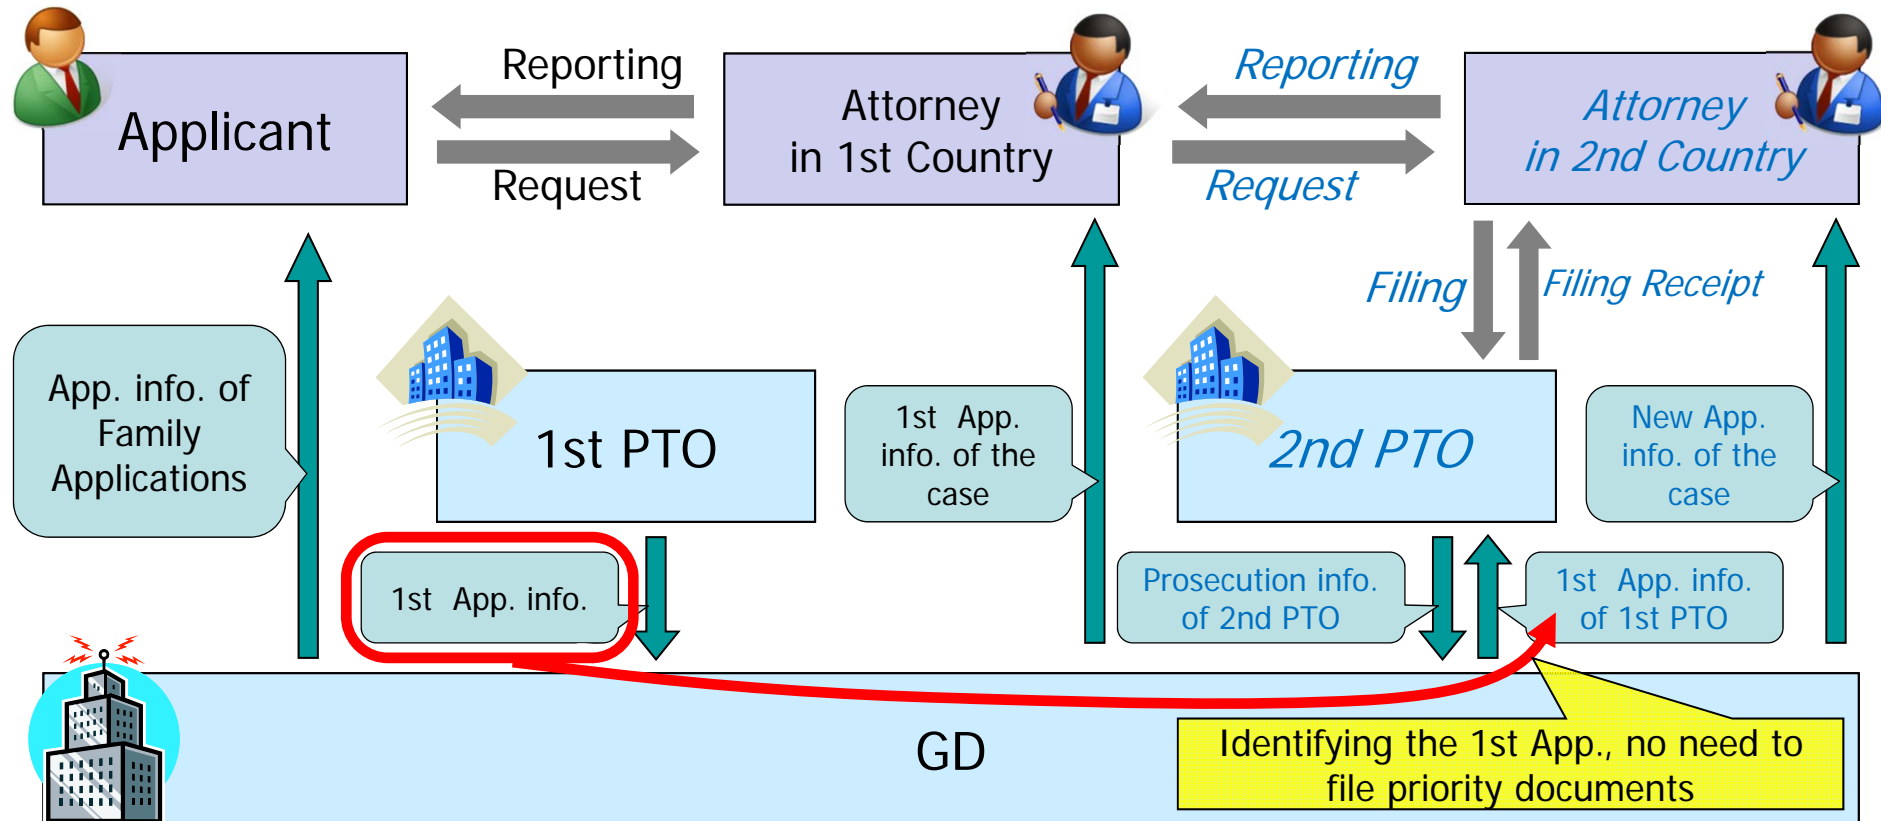 Applicant
Reporting
Request
Attorney
in 1st Country
Reporting
Request
Attorney
in 2nd Country
Filing
Filing Receipt
App. info. of
Family
Applications
1st PTO
1st App.
info. of the
case
2nd PTO
New App.
info. of the
case
1st App. info.
Prosecution info.
of 2nd PTO
1st App. info.
of 1st PTO
GD
Identifying the 1st App., no need to
file priority documents